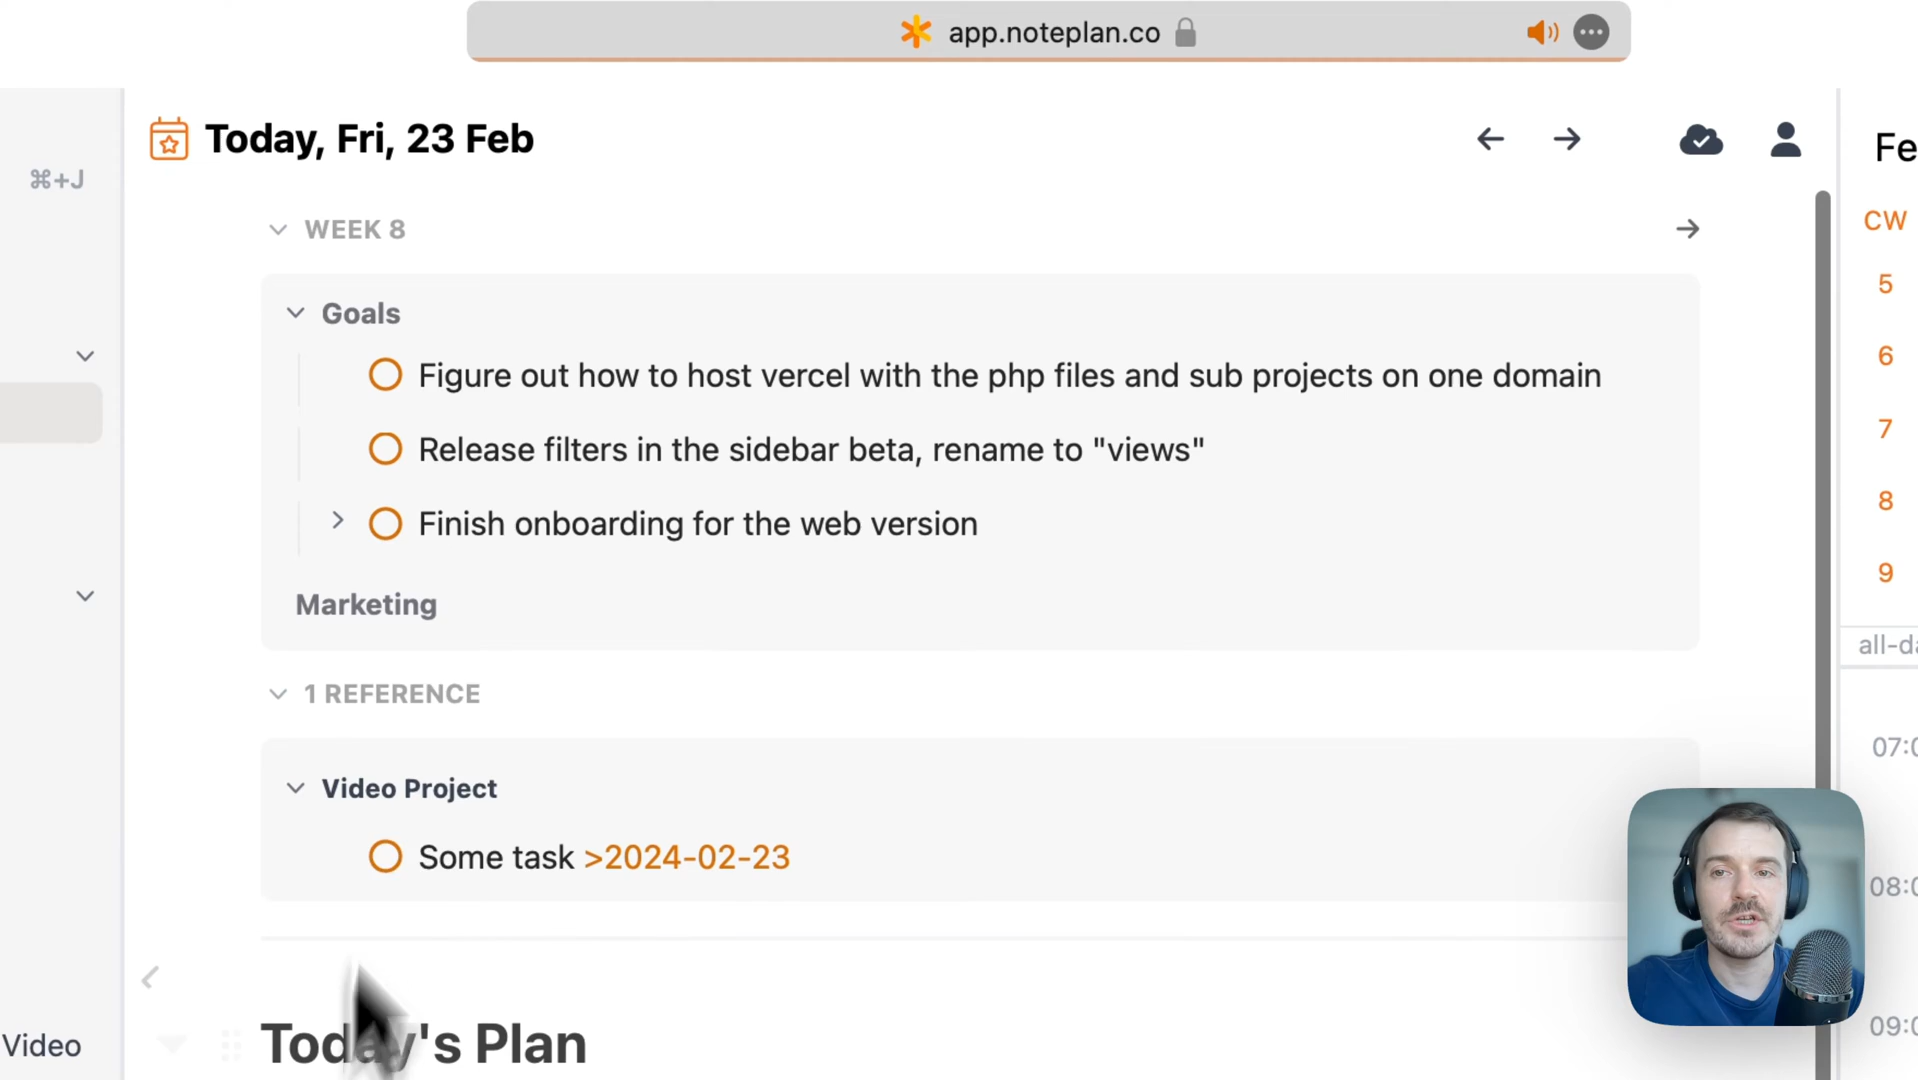 app.noteplan.co
Today, Fri, 23 Feb
Fe
⌘+J
WEEK 8
CW
Goals
5
Figure out how to host vercel with the php files and sub projects on one domain
6
Release filters in the sidebar beta, rename to "views"
7
Finish onboarding for the web version
8
9
Marketing
all-da
1 REFERENCE
07:0
Video Project
Some task >2024-02-23
08:0
Video
Today's Plan
09:0